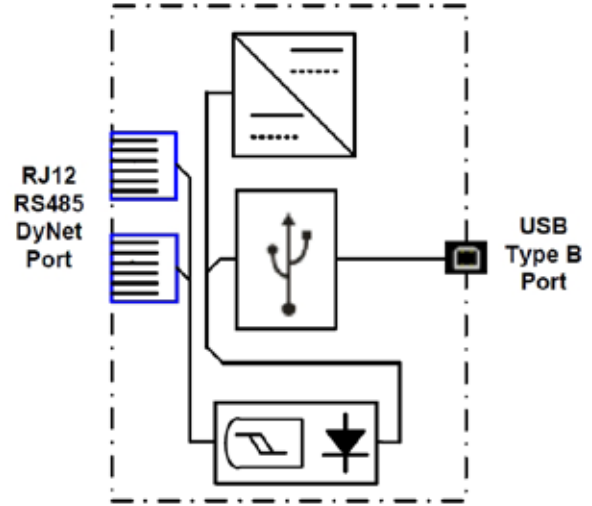 RJ12
RS485
DyNet
Port
USB
Type B
Port